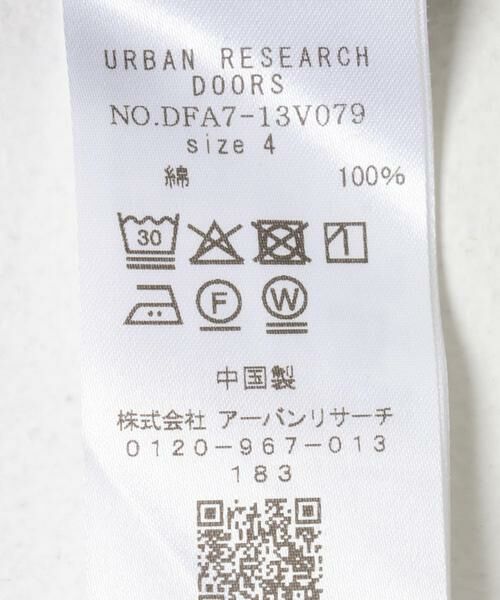 URBAN RESEARCH
DOORS
NO.DFA7-13V079
size 4
綿 100%
30
F W
中国製
株式会社 アーバンリサーチ
0120-967-013
183